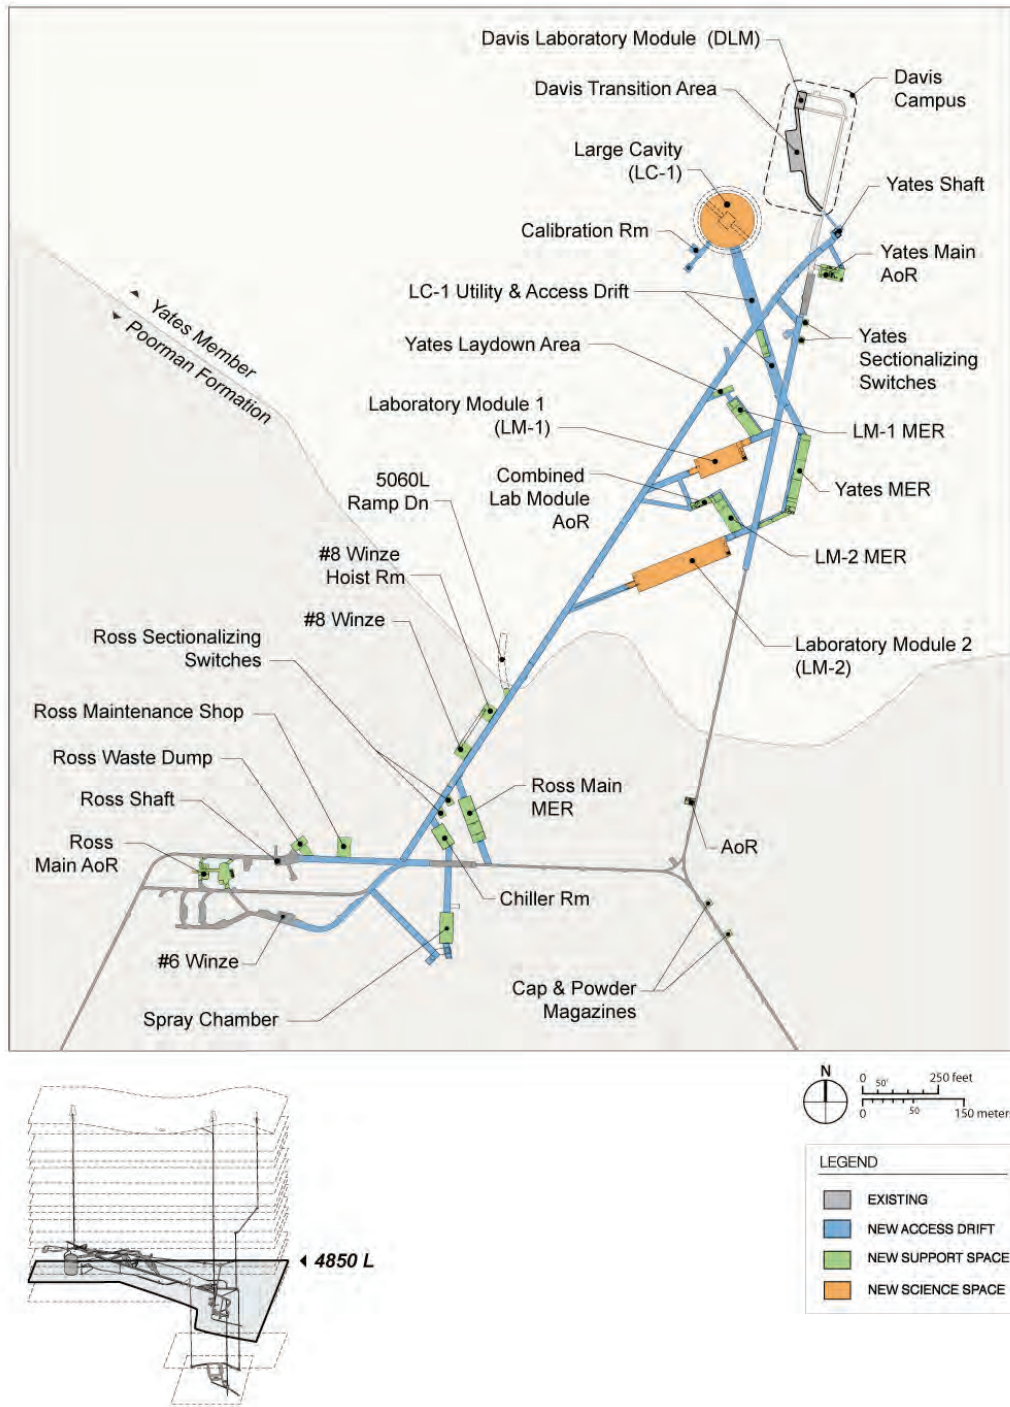 Davis Laboratory Module (DLM)
Davis Transition Area
Davis
Campus
Large Cavity
(LC-1)
Yates Shaft
Calibration Rm
Yates Main
AoR
LC-1 Utility & Access Drift
Yates Member
Poorman Formation
Yates Laydown Area
Yates
Sectionalizing
Switches
Laboratory Module 1
(LM-1)
LM-1 MER
5060L
Ramp Dn
Combined
Lab Module
AoR
Yates MER
#8 Winze
Hoist Rm
LM-2 MER
#8 Winze
Ross Sectionalizing
Switches
Laboratory Module 2
(LM-2)
Ross Maintenance Shop
Ross Waste Dump
Ross Main
MER
Ross Shaft
Ross
Main AoR
AoR
Chiller Rm
#6 Winze
Cap & Powder
Magazines
Spray Chamber
N
0 50' 250 feet
0 50 150 meters
LEGEND
EXISTING
NEW ACCESS DRIFT
NEW SUPPORT SPACE
NEW SCIENCE SPACE
4850 L